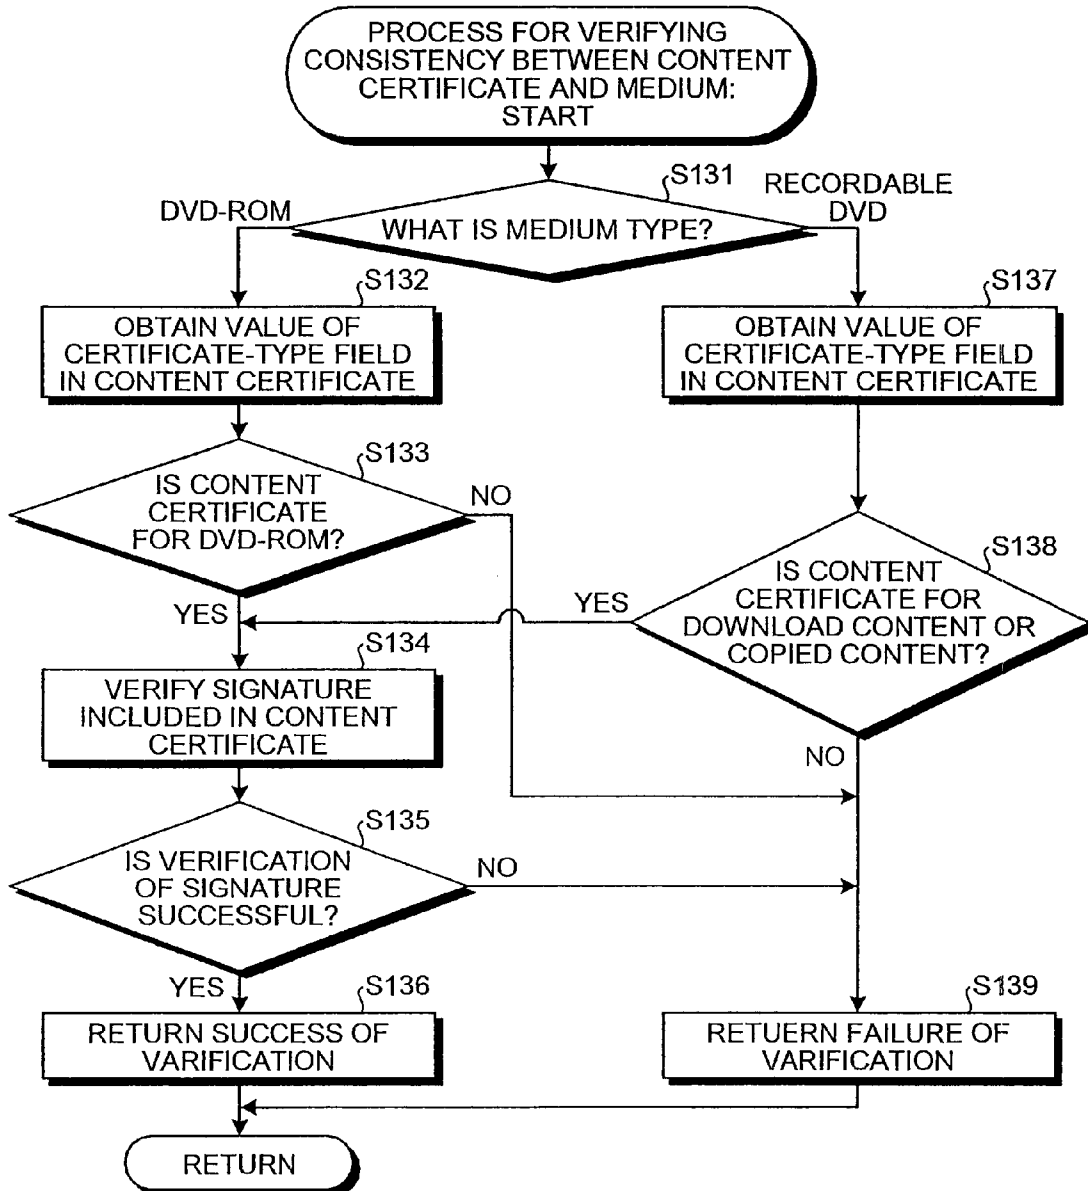 PROCESS FOR VERIFYING
CONSISTENCY BETWEEN CONTENT
CERTIFICATE AND MEDIUM:
START
S131
DVD-ROM
RECORDABLE
DVD
WHAT IS MEDIUM TYPE?
S132
OBTAIN VALUE OF
CERTIFICATE-TYPE FIELD
IN CONTENT CERTIFICATE
S137
OBTAIN VALUE OF
CERTIFICATE-TYPE FIELD
IN CONTENT CERTIFICATE
S133
IS CONTENT
CERTIFICATE
FOR DVD-ROM?
NO
YES
S138
IS CONTENT
CERTIFICATE FOR
DOWNLOAD CONTENT OR
COPIED CONTENT?
YES
NO
S134
VERIFY SIGNATURE
INCLUDED IN CONTENT
CERTIFICATE
S135
IS VERIFICATION
OF SIGNATURE
SUCCESSFUL?
NO
YES
S136
RETURN SUCCESS OF
VARIFICATION
S139
RETUERN FAILURE OF
VARIFICATION
RETURN